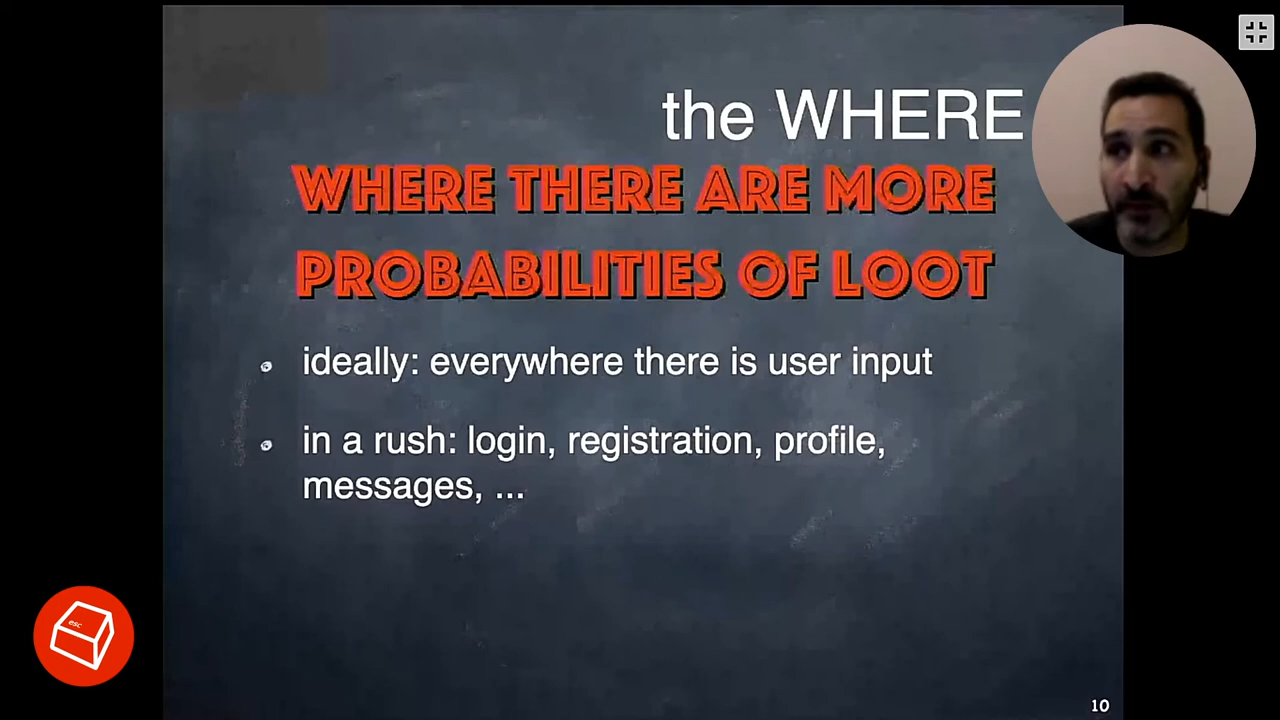 the WHERE
WHERE THERE ARE MORE
PROBABILITIES OF LOOT
ideally: everywhere there is user input
in a rush: login, registration, profile,
messages, ...
esc
10